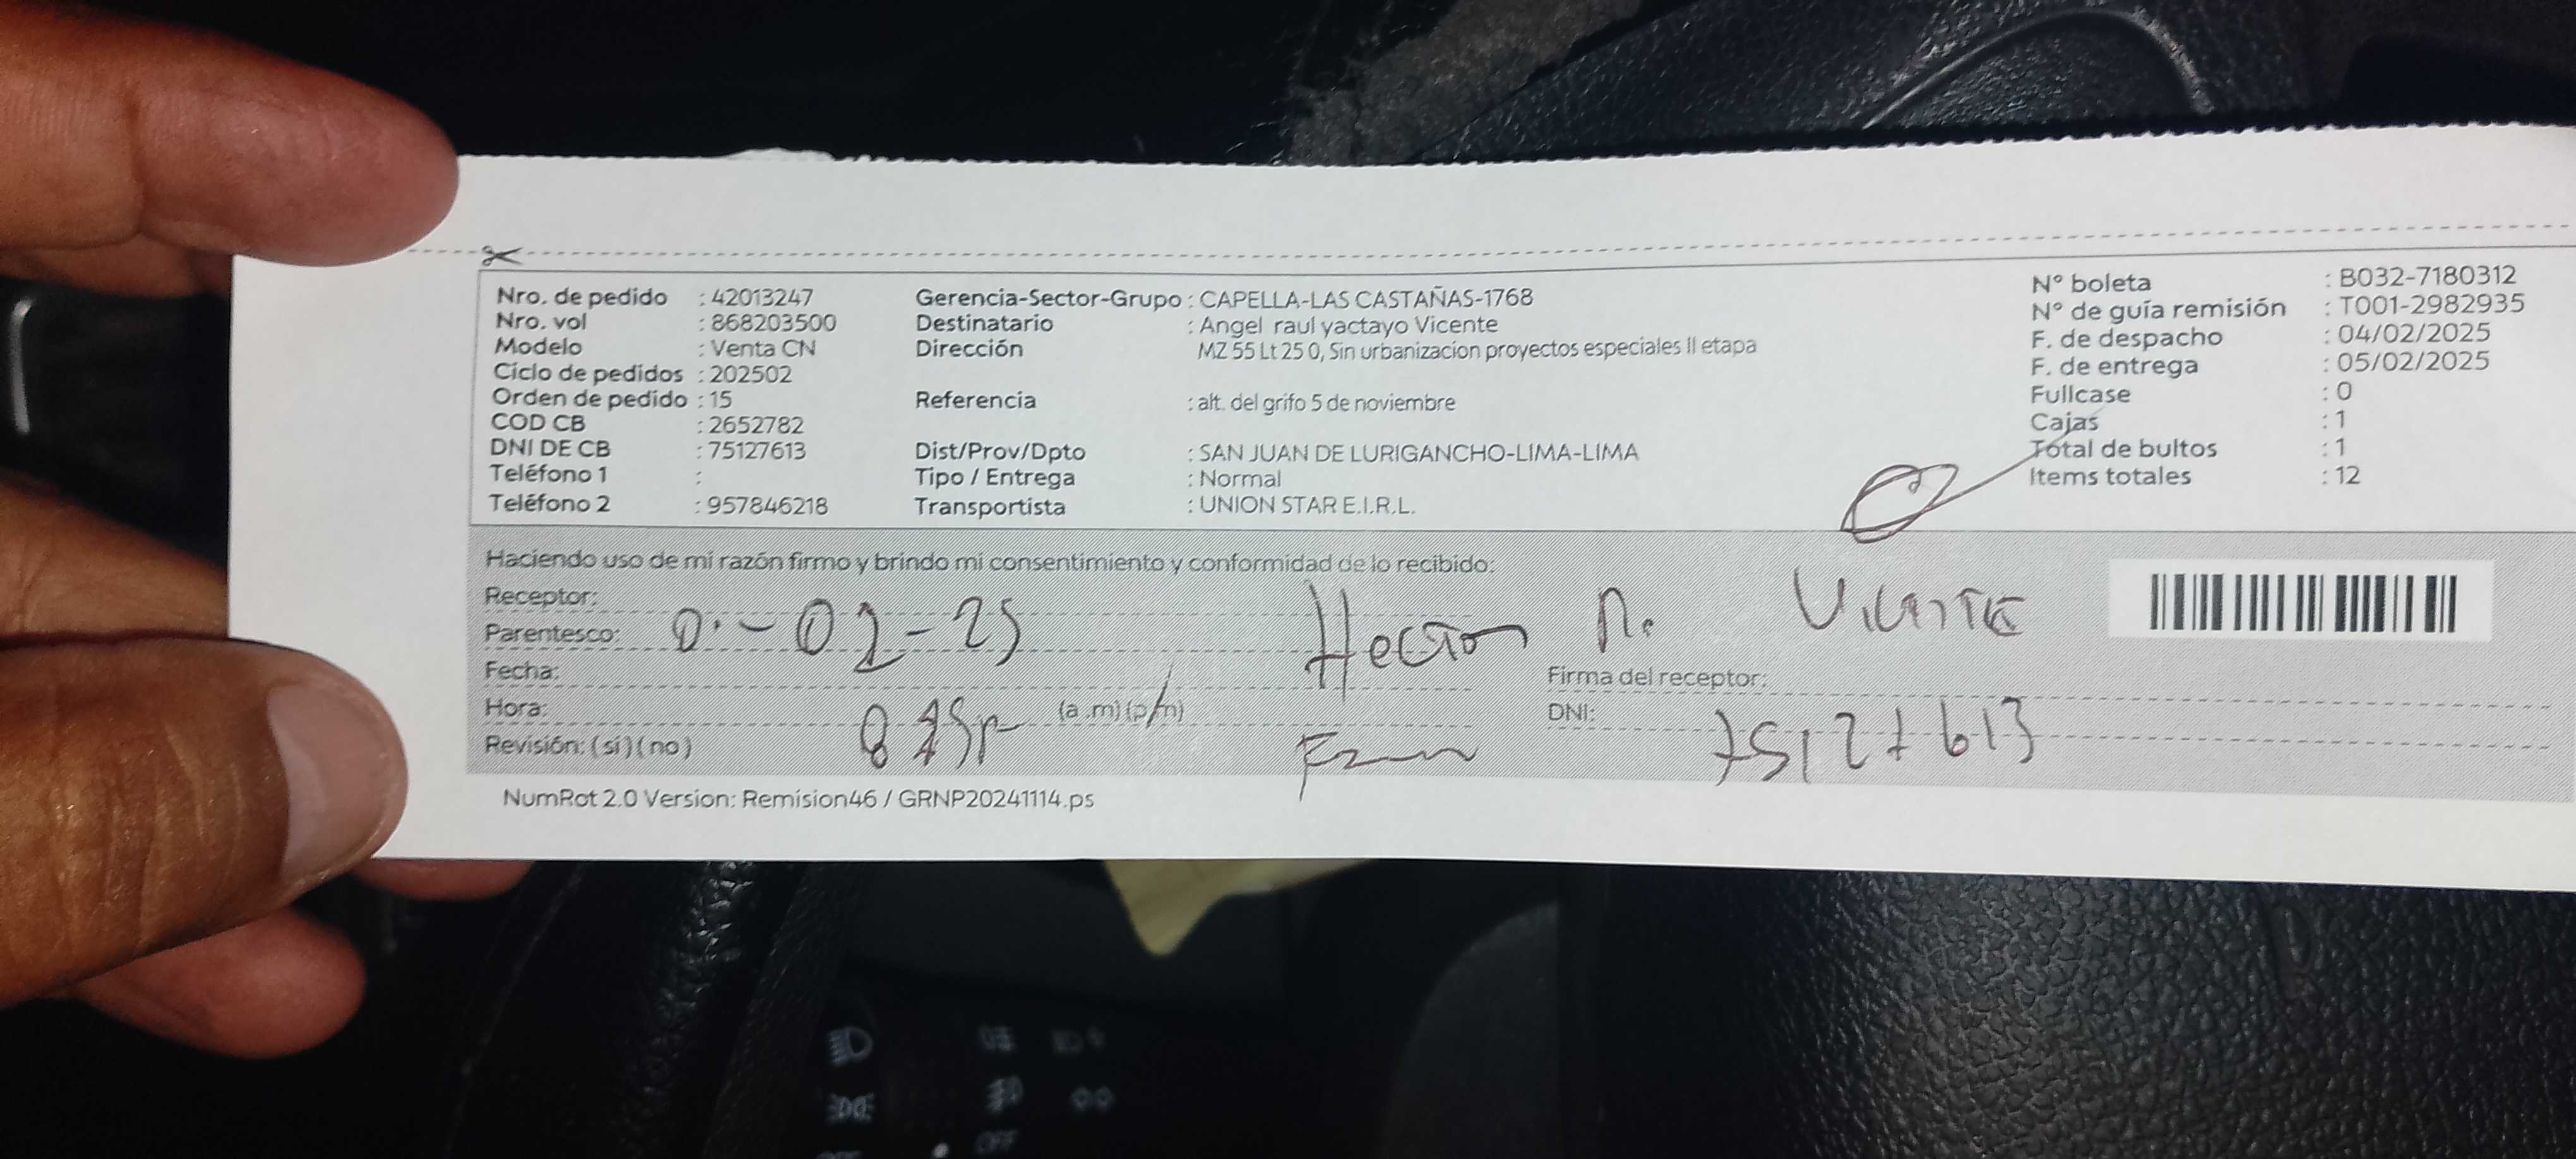 Nro. de pedido : 42013247 Gerencia-Sector-Grupo : CAPELLA-LAS CASTAÑAS-1768 N° boleta : B032-7180312
Nro. vol : 868203500 Destinatario : Angel raul yactayo Vicente N° de guía remisión : T001-2982935
Modelo : Venta CN Dirección MZ 55 Lt 25 0, Sin urbanizacion proyectos especiales II etapa F. de despacho : 04/02/2025
Ciclo de pedidos : 202502 F. de entrega : 05/02/2025
Orden de pedido : 15 Referencia : alt. del grifo 5 de noviembre Fullcase : 0
COD CB : 2652782 Cajas : 1
DNI DE CB : 75127613 Dist/Prov/Dpto : SAN JUAN DE LURIGANCHO-LIMA-LIMA Total de bultos : 1
Teléfono 1 : Tipo / Entrega : Normal Items totales : 12
Teléfono 2 : 957846218 Transportista : UNION STAR E.I.R.L.
Haciendo uso de mi razón firmo y brindo mi consentimiento y conformidad de lo recibido:
Receptor:
Parentesco: Hector Vicente
Fecha: Firma del receptor:
Hora: (a .m) (p/m) DNI: 75127613
Revisión: (si) (no)
NumRot 2.0 Version: Remision46 / GRNP20241114.ps
OFF